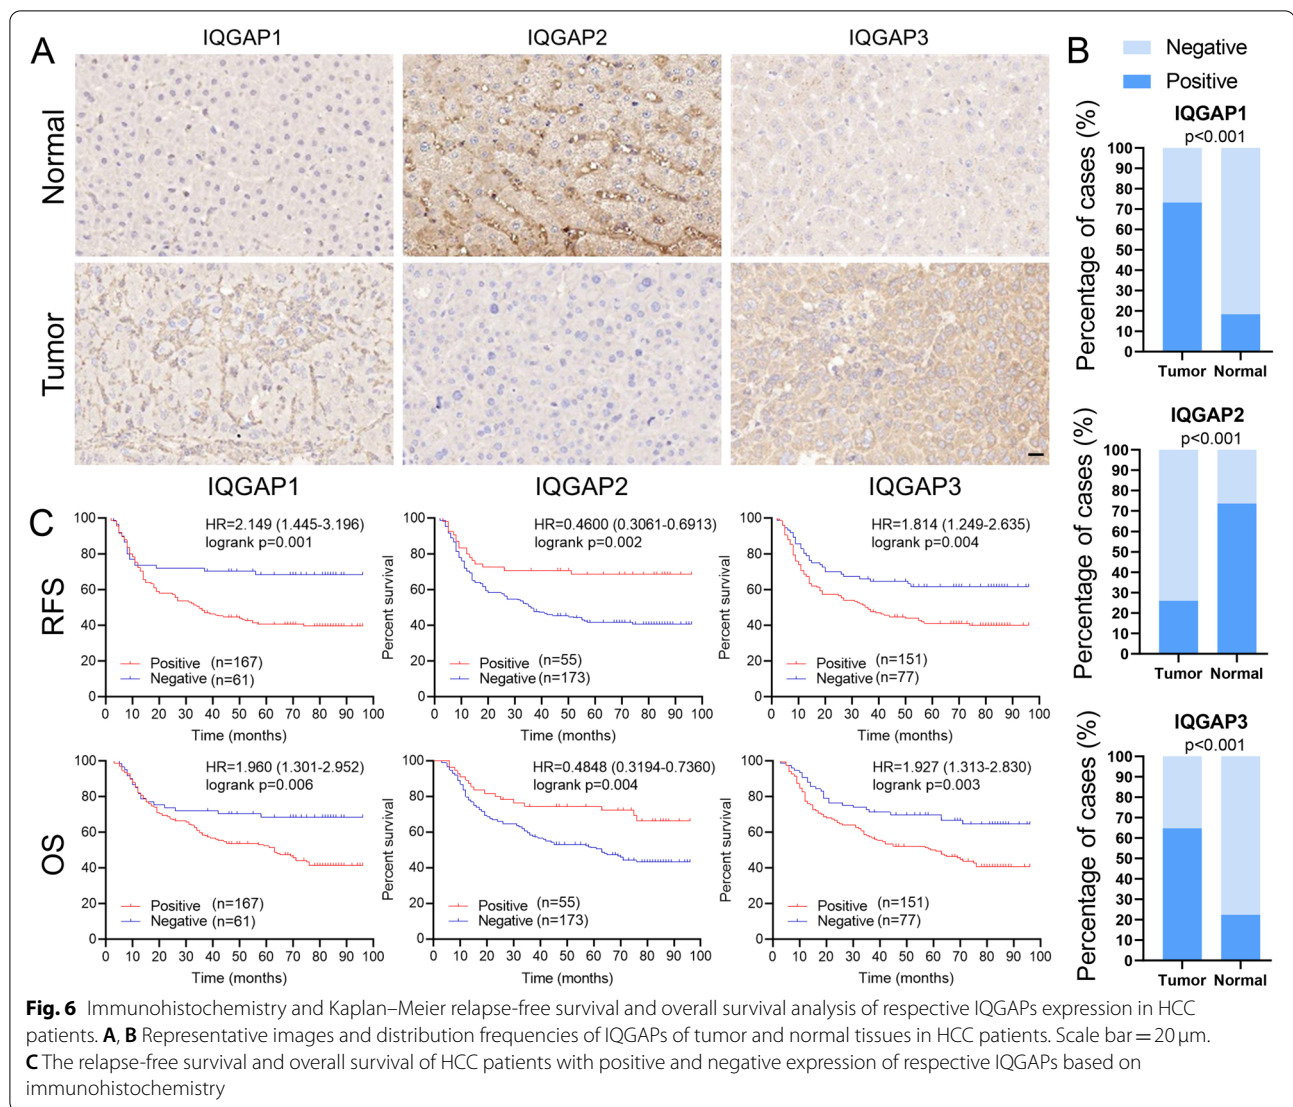 A
IQGAP1 IQGAP2 IQGAP3
Normal
Tumor
B
Negative
Positive
IQGAP1
p<0.001
Percentage of cases (%)
100
90
80
70
60
50
40
30
20
10
0
Tumor Normal
IQGAP2
p<0.001
Percentage of cases (%)
100
90
80
70
60
50
40
30
20
10
0
Tumor Normal
IQGAP3
p<0.001
Percentage of cases (%)
100
90
80
70
60
50
40
30
20
10
0
Tumor Normal
C
IQGAP1 IQGAP2 IQGAP3
RFS
100
80
60
40
20
0
HR=2.149 (1.445-3.196)
logrank p=0.001
Positive (n=167)
Negative (n=61)
0 10 20 30 40 50 60 70 80 90 100
Time (months)
Percent survival
100
80
60
40
20
0
HR=0.4600 (0.3061-0.6913)
logrank p=0.002
Positive (n=55)
Negative (n=173)
0 10 20 30 40 50 60 70 80 90 100
Time (months)
Percent survival
100
80
60
40
20
0
HR=1.814 (1.249-2.635)
logrank p=0.004
Positive (n=151)
Negative (n=77)
0 10 20 30 40 50 60 70 80 90 100
Time (months)
OS
100
80
60
40
20
0
HR=1.960 (1.301-2.952)
logrank p=0.006
Positive (n=167)
Negative (n=61)
0 10 20 30 40 50 60 70 80 90 100
Time (months)
Percent survival
100
80
60
40
20
0
HR=0.4848 (0.3194-0.7360)
logrank p=0.004
Positive (n=55)
Negative (n=173)
0 10 20 30 40 50 60 70 80 90 100
Time (months)
Percent survival
100
80
60
40
20
0
HR=1.927 (1.313-2.830)
logrank p=0.003
Positive (n=151)
Negative (n=77)
0 10 20 30 40 50 60 70 80 90 100
Time (months)
Fig. 6 Immunohistochemistry and Kaplan–Meier relapse-free survival and overall survival analysis of respective IQGAPs expression in HCC
patients. A, B Representative images and distribution frequencies of IQGAPs of tumor and normal tissues in HCC patients. Scale bar = 20 μm.
C The relapse-free survival and overall survival of HCC patients with positive and negative expression of respective IQGAPs based on
immunohistochemistry